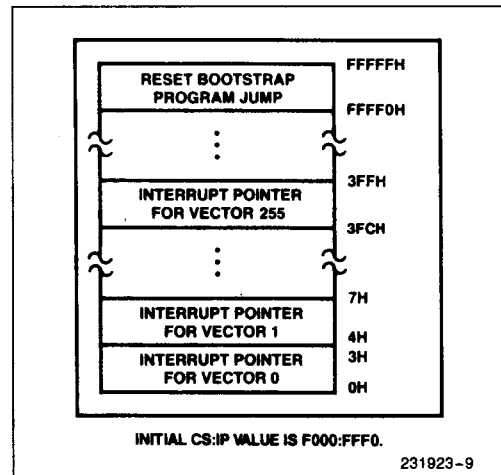 FFFFFH
RESET BOOTSTRAP
PROGRAM JUMP
FFFF0H
3FFH
INTERRUPT POINTER
FOR VECTOR 255
3FCH
7H
INTERRUPT POINTER
FOR VECTOR 1
4H
3H
INTERRUPT POINTER
FOR VECTOR 0
0H
INITIAL CS:IP VALUE IS F000:FFF0.
231923-9